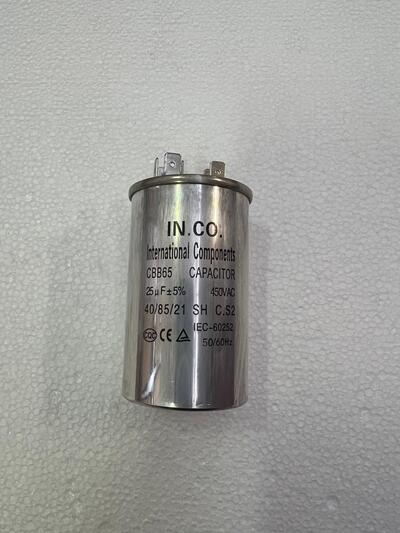 IN.CO.
International Components
CBB65 CAPACITOR
25μF±5% 450VAC
40/85/21 SH C.S2
IEC-60252
CQC CE
50/60Hz